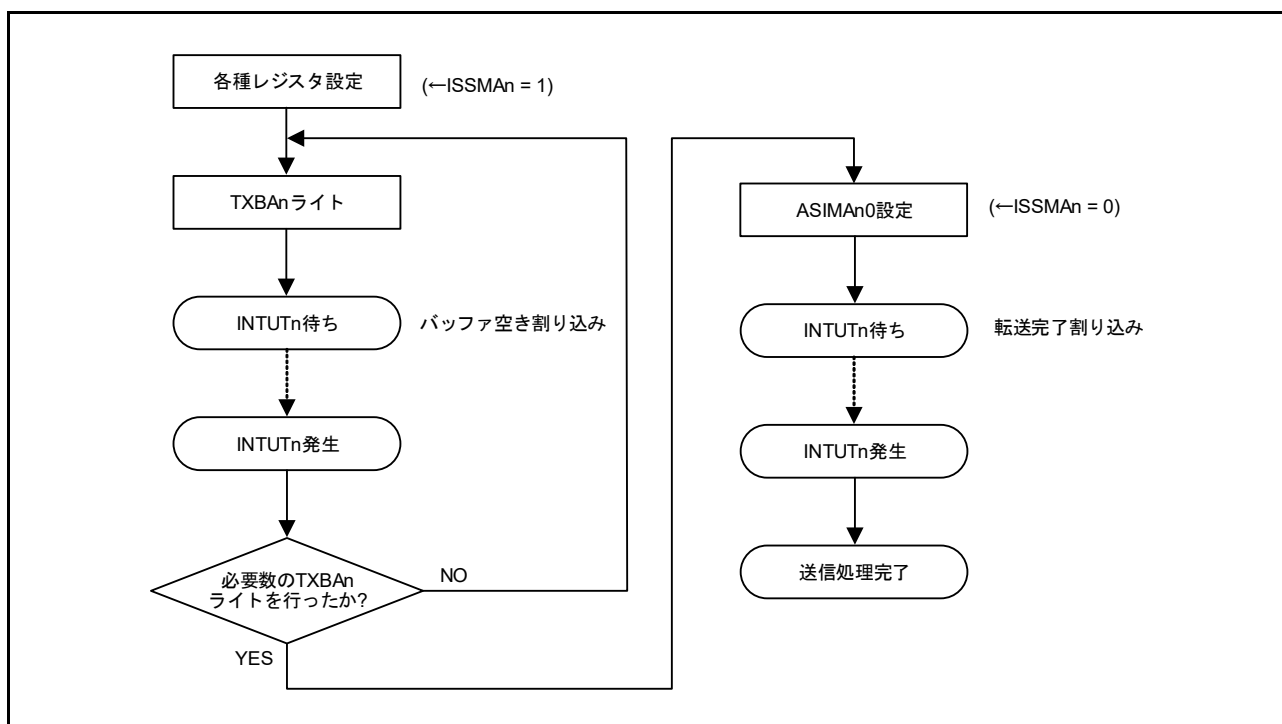 各種レジスタ設定
(←ISSMAn = 1)
TXBAnライト
INTUTn待ち
バッファ空き割り込み
INTUTn発生
必要数のTXBAn
ライトを行ったか?
NO
YES
ASIMAn0設定
(←ISSMAn = 0)
INTUTn待ち
転送完了割り込み
INTUTn発生
送信処理完了